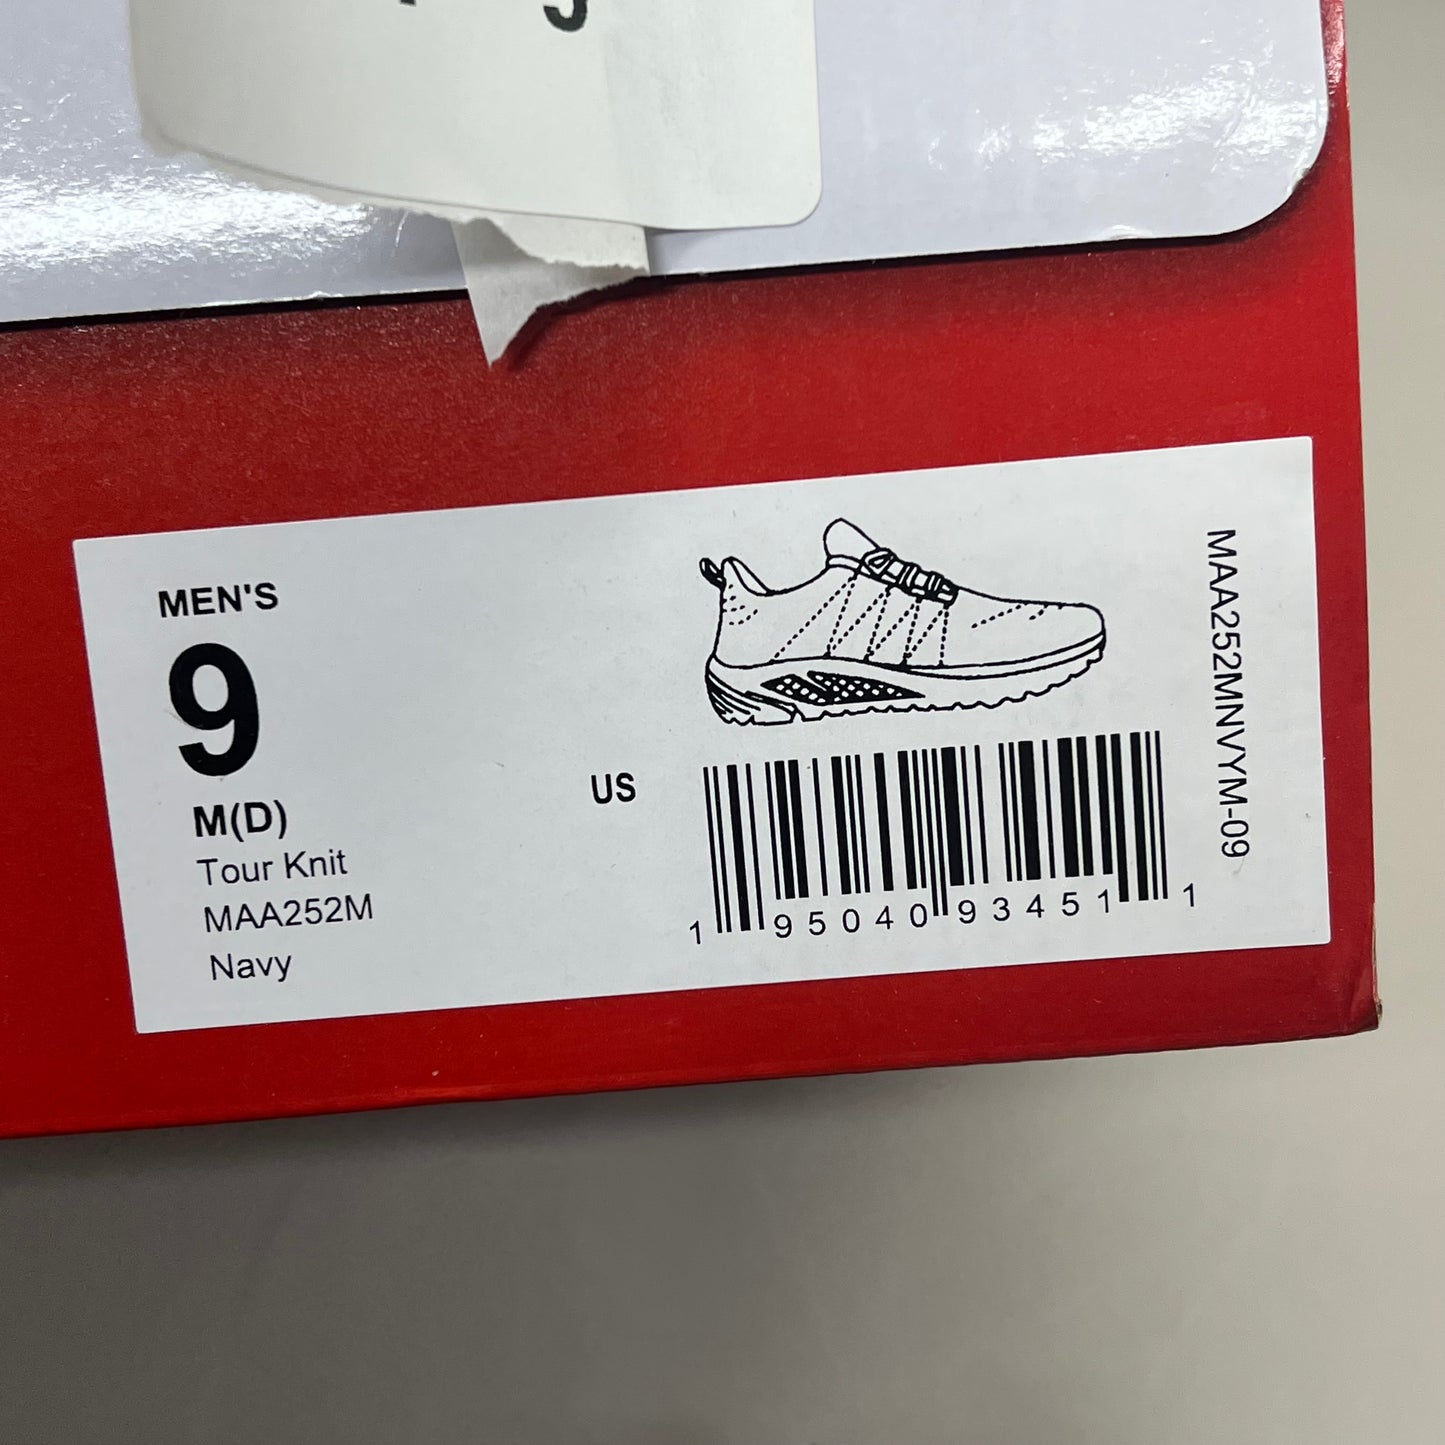 MEN'S
9
M(D)
Tour Knit
MAA252M
Navy
US
1 95040 93451 1
MAA252MNVYM-09